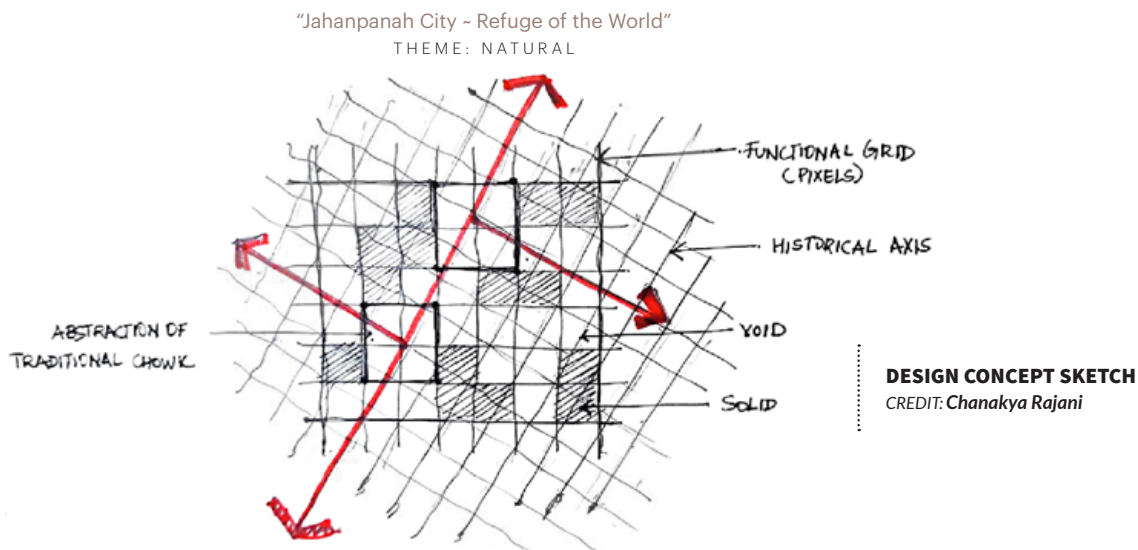 “Jahanpanah City ~ Refuge of the World”
THEME: NATURAL
FUNCTIONAL GRID
(PIXELS)
HISTORICAL AXIS
ABSTRACTION OF
TRADITIONAL CHOWK
VOID
SOLID
DESIGN CONCEPT SKETCH
CREDIT: Chanakya Rajani